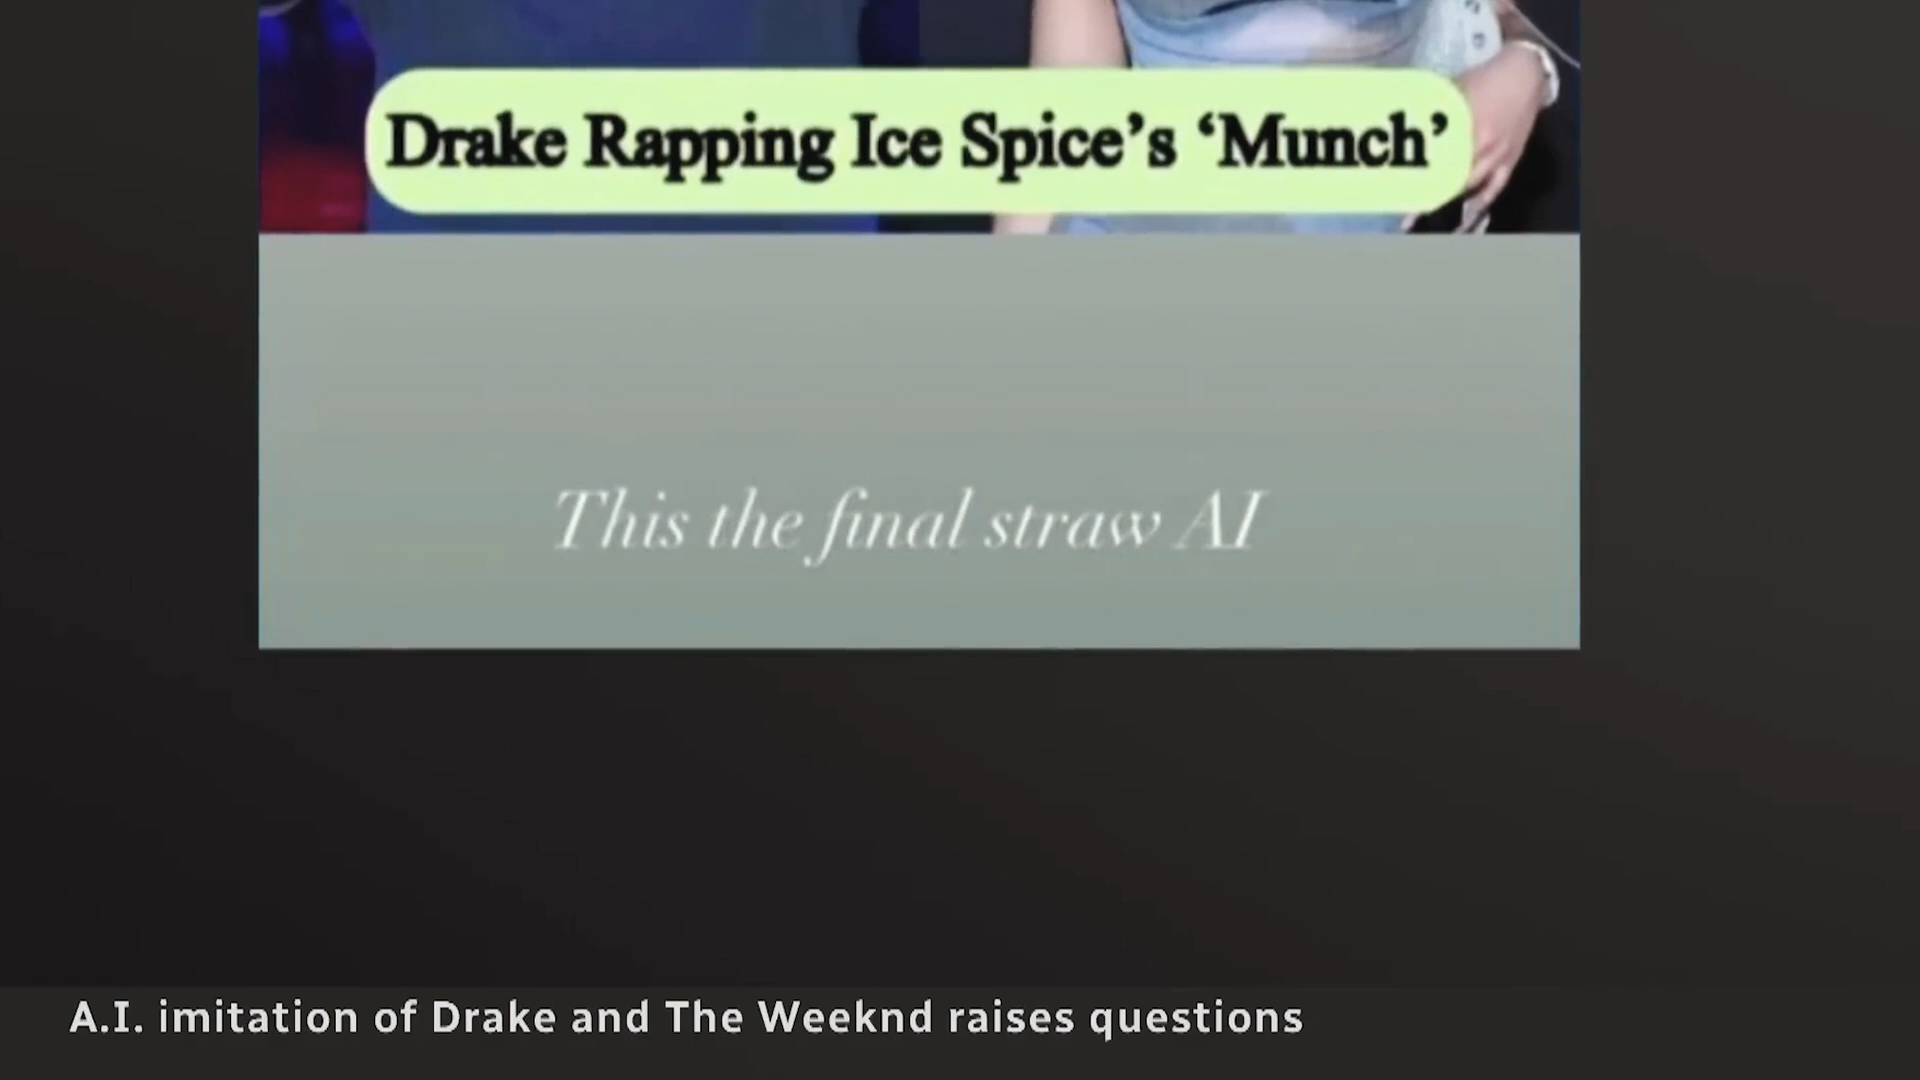 Drake Rapping Ice Spice’s ‘Munch’
This the final straw AI
A.I. imitation of Drake and The Weeknd raises questions